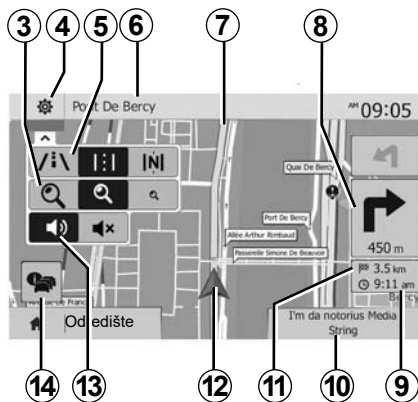 3 4 5 6 7 8
Pont De Bercy
AM 09:05
N
Quai De Bercy
Port De Bercy
Allée Arthur Rimbaud
Passerelle Simone De Beauvoir
450 m
3.5 km
9:11 am
Bercy
Odredište
I'm da notorius Media
String
14 13 12 11 10 9